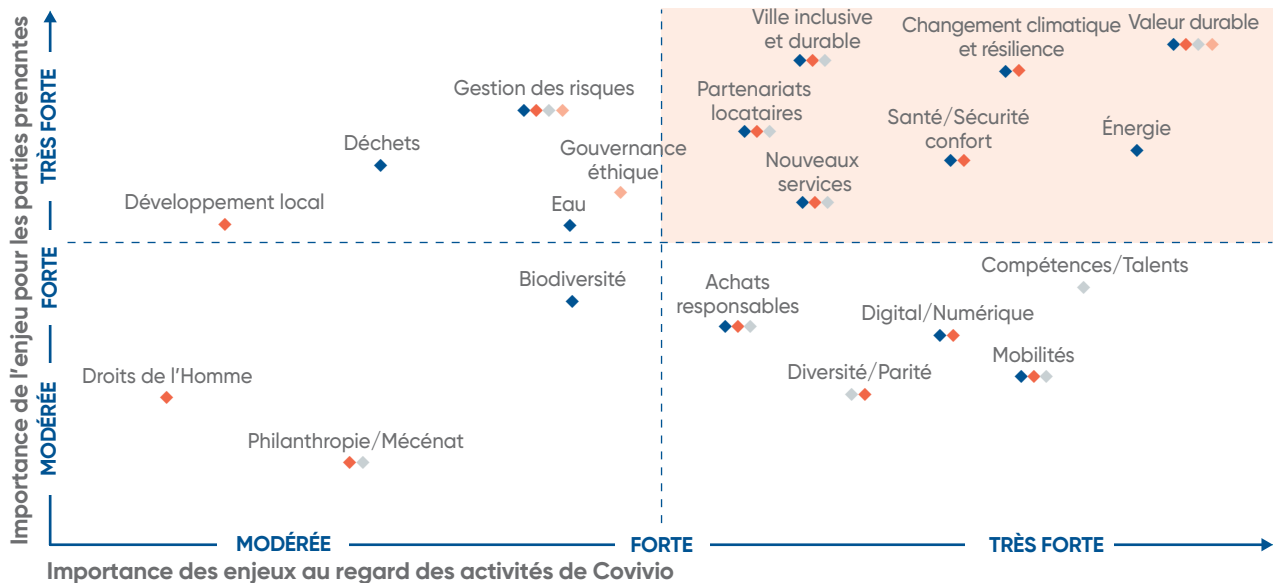 Importance de l'enjeu pour les parties prenantes
TRÈS FORTE
FORTE
MODÉRÉE
Ville inclusive
et durable
Changement climatique
et résilience
Valeur durable
Gestion des risques
Partenariats
locataires
Santé/Sécurité
confort
Énergie
Déchets
Gouvernance
éthique
Nouveaux
services
Développement local
Eau
Biodiversité
Achats
responsables
Compétences/Talents
Digital/Numérique
Mobilités
Droits de l'Homme
Diversité/Parité
Philanthropie/Mécénat
MODÉRÉE
FORTE
TRÈS FORTE
Importance des enjeux au regard des activités de Covivio